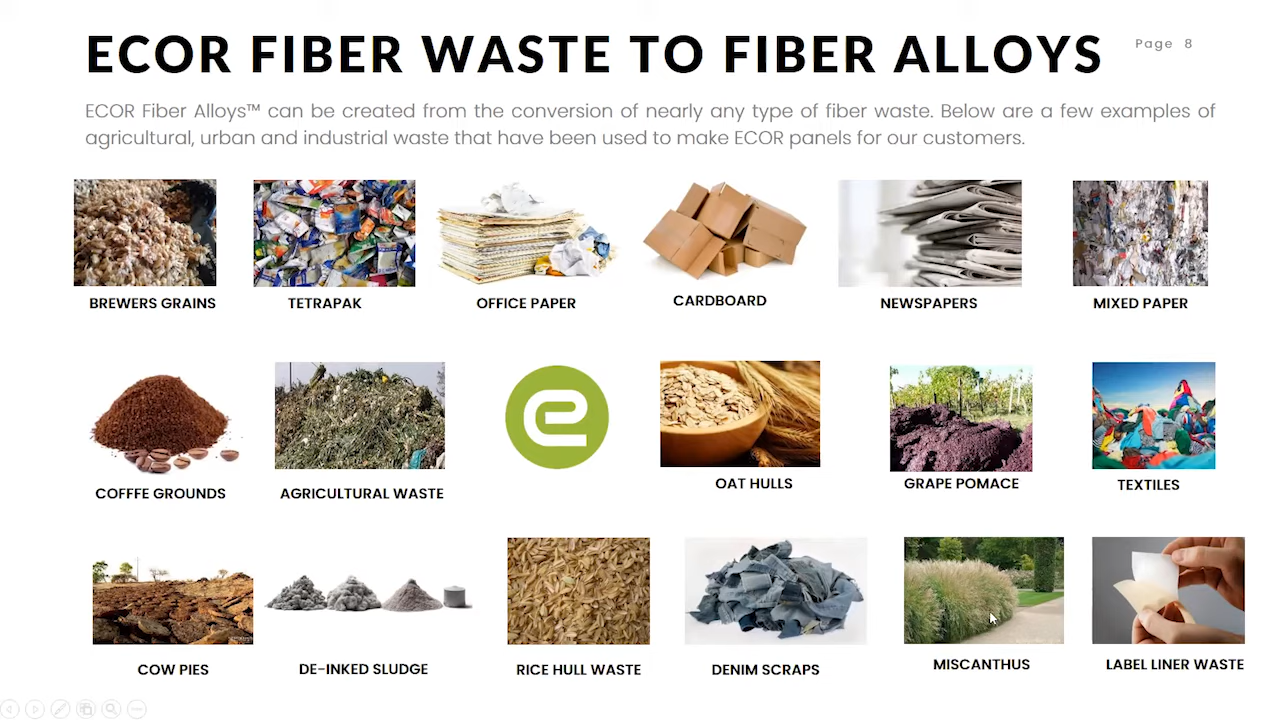 ECOR FIBER WASTE TO FIBER ALLOYS
Page 8
ECOR Fiber Alloys™ can be created from the conversion of nearly any type of fiber waste. Below are a few examples of
agricultural, urban and industrial waste that have been used to make ECOR panels for our customers.
BREWERS GRAINS
TETRAPAK
OFFICE PAPER
CARDBOARD
NEWSPAPERS
MIXED PAPER
COFFFE GROUNDS
AGRICULTURAL WASTE
OAT HULLS
GRAPE POMACE
TEXTILES
COW PIES
DE-INKED SLUDGE
RICE HULL WASTE
DENIM SCRAPS
MISCANTHUS
LABEL LINER WASTE